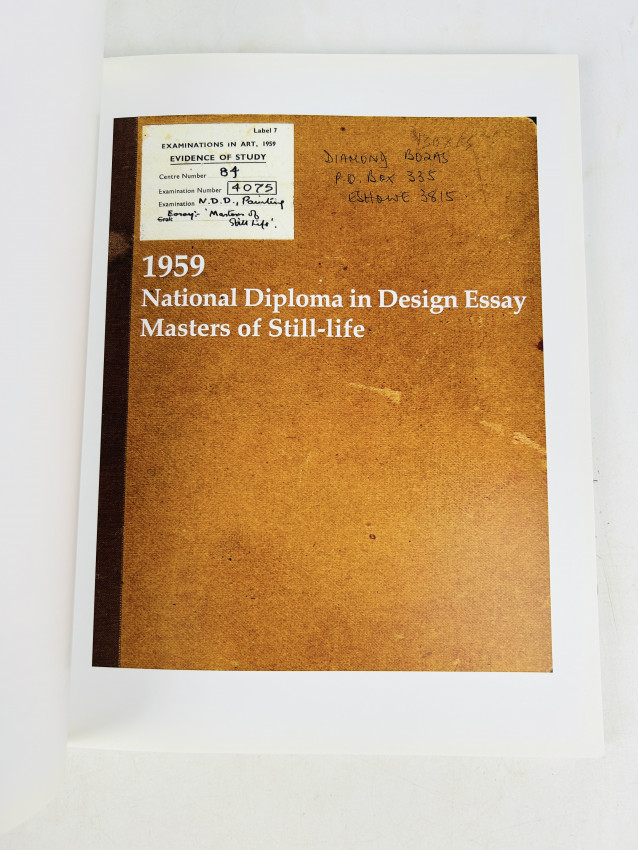 Label 7
EXAMINATIONS IN ART, 1959
EVIDENCE OF STUDY
Centre Number 84
Examination Number 4075
Examination N.D.D., Painting
Essay:- 'Masters of
Still Life'.
DIAMOND BOZAS
P.O. BOX 335
ESHOWE 3815
1959
National Diploma in Design Essay
Masters of Still-life